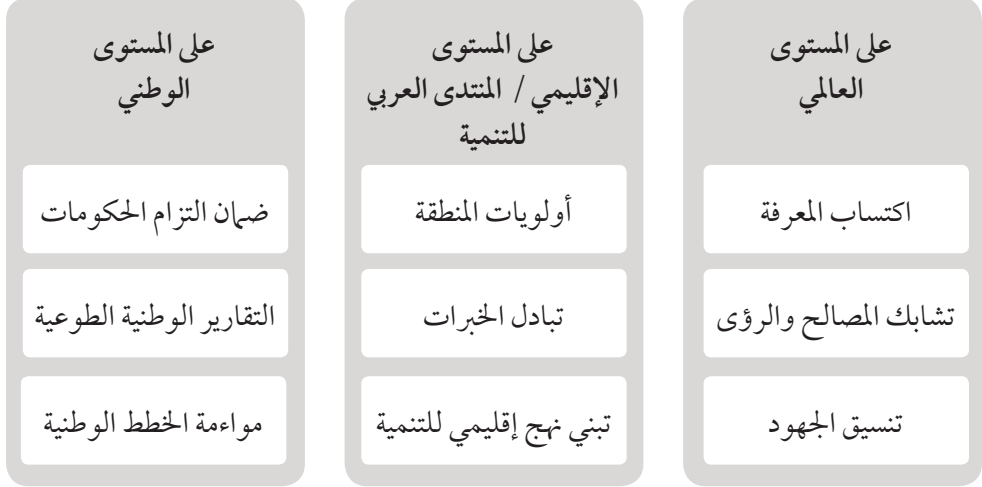 على المستوى
العالمي
اكتساب المعرفة
تشابك المصالح والرؤى
تنسيق الجهود
على المستوى
الإقليمي / المنتدى العربي
للتنمية
أولويات المنطقة
تبادل الخبرات
تبني نهج إقليمي للتنمية
على المستوى
الوطني
ضمان التزام الحكومات
التقارير الوطنية الطوعية
مواءمة الخطط الوطنية